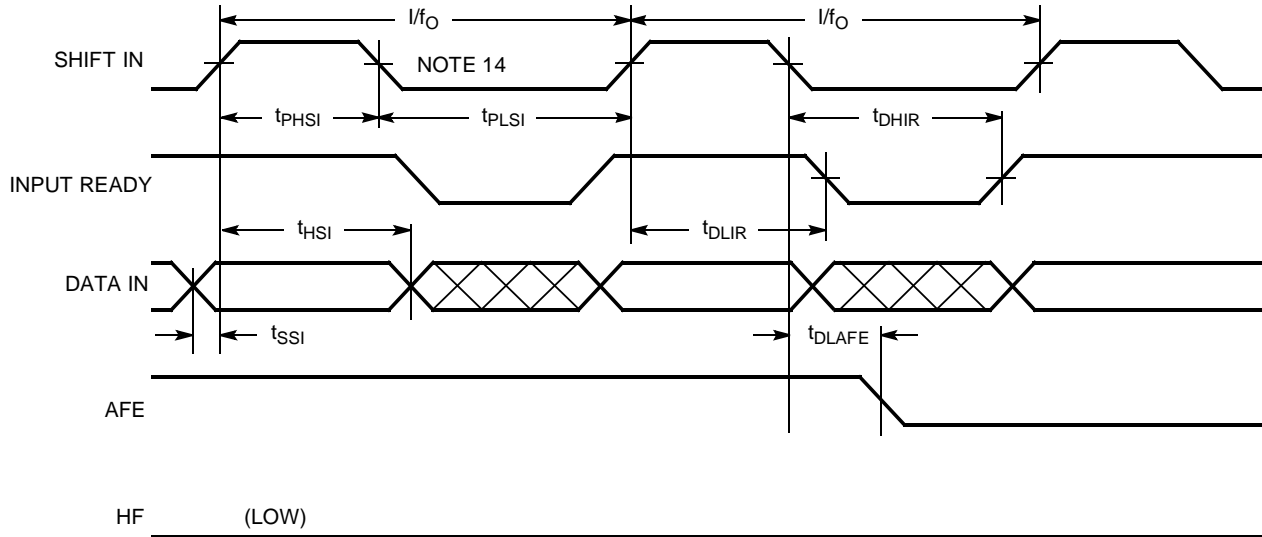 I/fO I/fO
SHIFT IN
NOTE 14
tPHSI tPLSI tDHIR
INPUT READY
tHSI tDLIR
DATA IN
tSSI tDLAFE
AFE
HF (LOW)